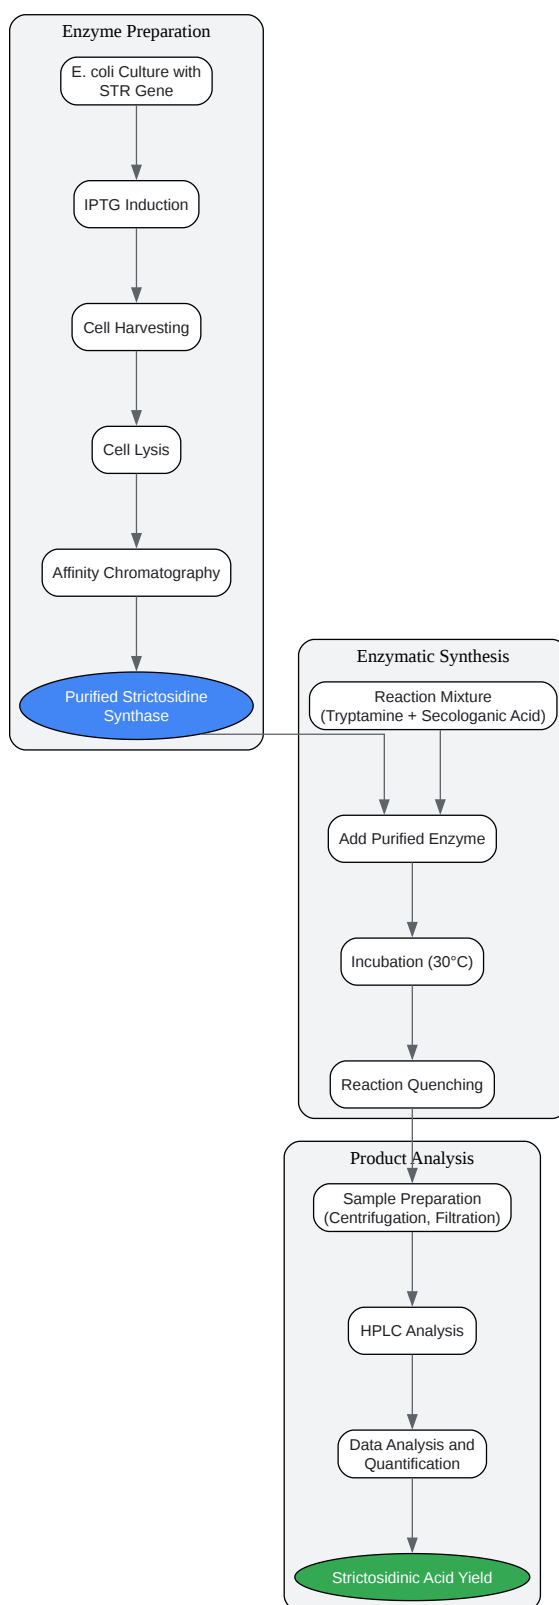 Enzyme Preparation
E. coli Culture with
STR Gene
IPTG Induction
Cell Harvesting
Cell Lysis
Affinity Chromatography
Purified Strictosidine
Synthase
Enzymatic Synthesis
Reaction Mixture
(Tryptamine + Secologanic Acid)
Add Purified Enzyme
Incubation (30°C)
Reaction Quenching
Product Analysis
Sample Preparation
(Centrifugation, Filtration)
HPLC Analysis
Data Analysis and
Quantification
Strictosidinic Acid Yield